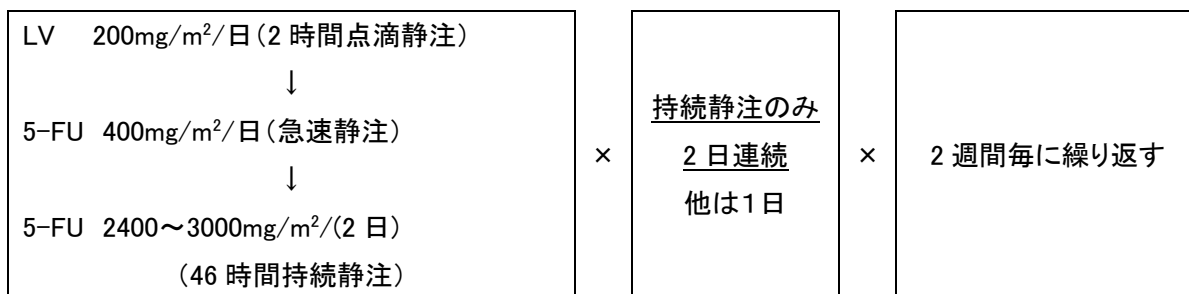 LV 200mg/m²/日(2 時間点滴静注)
↓
5-FU 400mg/m²/日(急速静注)
↓
5-FU 2400~3000mg/m²/(2 日)
(46 時間持続静注)
×
持続静注のみ
2 日連続
他は1日
×
2 週間毎に繰り返す